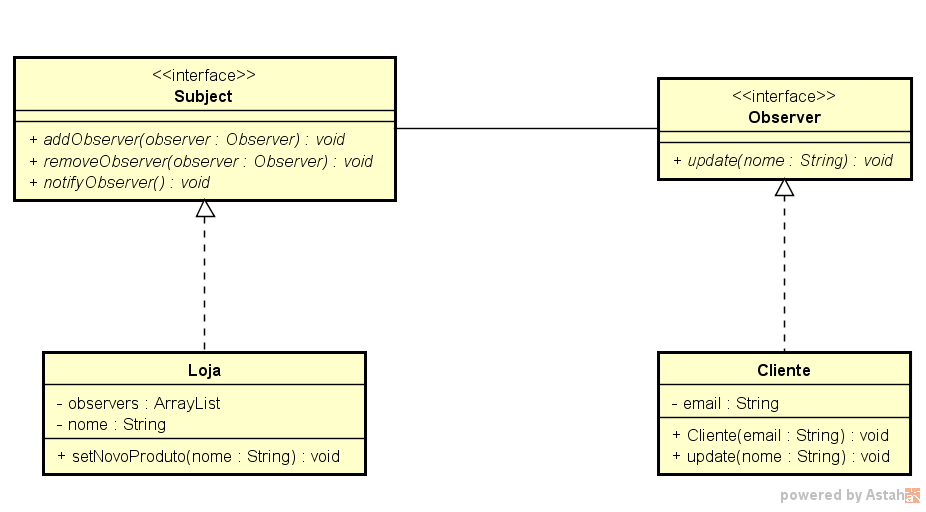 <<interface>>
Subject
+ addObserver(observer : Observer) : void
+ removeObserver(observer : Observer) : void
+ notifyObserver() : void
<<interface>>
Observer
+ update(nome : String) : void
Loja
- observers : ArrayList
- nome : String
+ setNovoProduto(nome : String) : void
Cliente
- email : String
+ Cliente(email : String) : void
+ update(nome : String) : void
powered by Astah